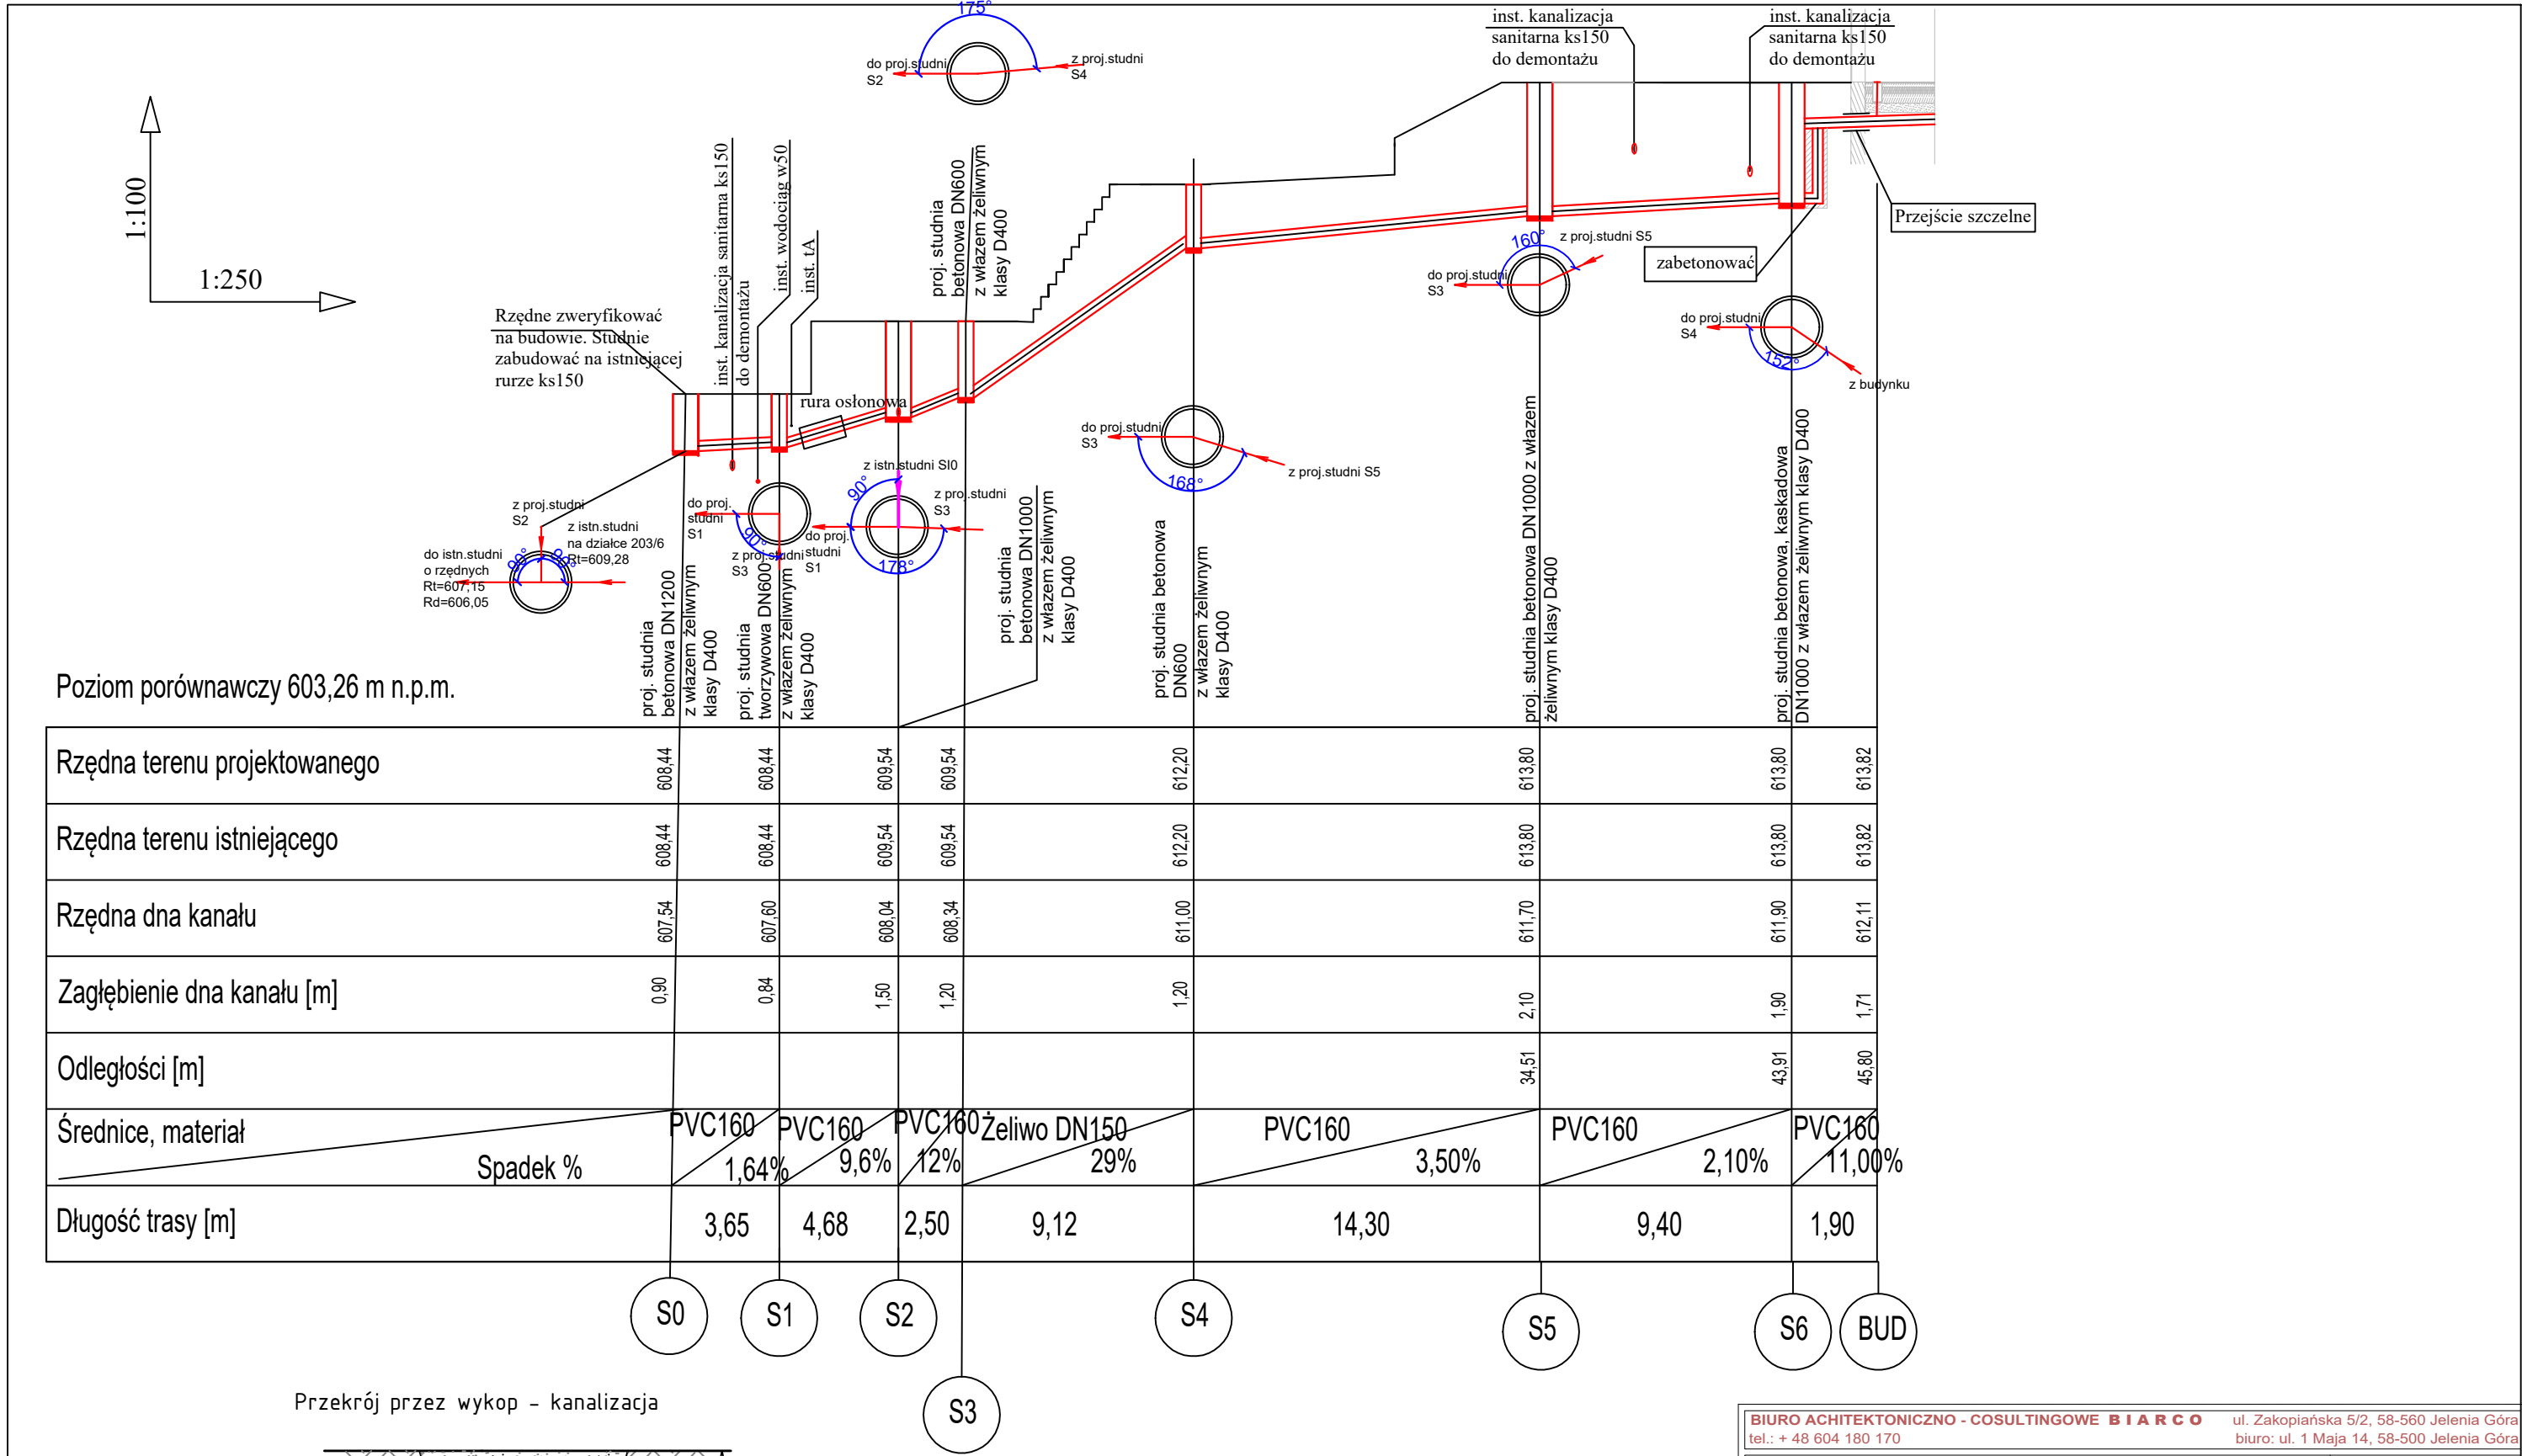 175°
do proj.studni
S2
z proj.studni
S4
inst. kanalizacja
sanitarna ks150
do demontażu
inst. kanalizacja
sanitarna ks150
do demontażu
1:100
1:250
inst. kanalizacja sanitarna ks150
do demontażu
inst. wodociąg w50
inst. tA
proj. studnia
betonowa DN600
z włazem żeliwnym
klasy D400
Przejście szczelne
zabetonować
160°
z proj.studni S5
do proj.studni
S3
do proj.studni
S4
152°
z budynku
Rzędne zweryfikować
na budowie. Studnie
zabudować na istniejącej
rurze ks150
rura osłonowa
do proj.studni
S3
168°
z proj.studni S5
z istn.studni SI0
90°
z proj.studni
S3
do proj.
studni
S1
178°
do proj.
studni
S1
90°
z proj.studni
S3
z proj.studni
S2
z istn.studni
na działce 203/6
Rt=609,28
do istn.studni
o rzędnych
Rt=607,15
Rd=606,05
proj. studnia
betonowa DN1200
z włazem żeliwnym
klasy D400
proj. studnia
tworzywowa DN600
z włazem żeliwnym
klasy D400
proj. studnia
betonowa DN1000
z włazem żeliwnym
klasy D400
proj. studnia betonowa
DN600
z włazem żeliwnym
klasy D400
proj. studnia betonowa DN1000 z włazem
żeliwnym klasy D400
proj. studnia betonowa, kaskadowa
DN1000 z włazem żeliwnym klasy D400
Poziom porównawczy 603,26 m n.p.m.
Rzędna terenu projektowanego 608,44 608,44 609,54 609,54 612,20 613,80 613,80 613,82
Rzędna terenu istniejącego 608,44 608,44 609,54 609,54 612,20 613,80 613,80 613,82
Rzędna dna kanału 607,54 607,60 608,04 608,34 611,00 611,70 611,90 612,11
Zagłębienie dna kanału [m] 0,90 0,84 1,50 1,20 1,20 2,10 1,90 1,71
Odległości [m] 34,51 43,91 45,80
Średnice, materiał PVC160 PVC160 PVC160 Żeliwo DN150 PVC160 PVC160 PVC160
Spadek % 1,64% 9,6% 12% 29% 3,50% 2,10% 11,00%
Długość trasy [m] 3,65 4,68 2,50 9,12 14,30 9,40 1,90
S0 S1 S2 S4 S5 S6 BUD
S3
Przekrój przez wykop - kanalizacja
BIURO ACHITEKTONICZNO - COSULTINGOWE B I A R C O ul. Zakopiańska 5/2, 58-560 Jelenia Góra
tel.: + 48 604 180 170 biuro: ul. 1 Maja 14, 58-500 Jelenia Góra